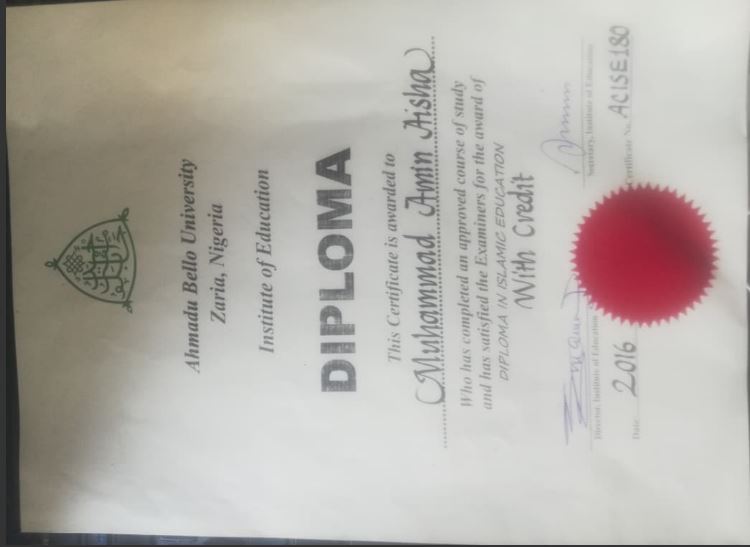 Ahmadu Bello University
Zaria, Nigeria
Institute of Education
DIPLOMA
This Certificate is awarded to
Muhammad Amin Aisha
Who has completed an approved course of study
and has satisfied the Examiners for the award of
DIPLOMA IN ISLAMIC EDUCATION
With Credit
Director, Institute of Education
Secretary, Institute of Education
Date 2016
Certificate No. ACISE180